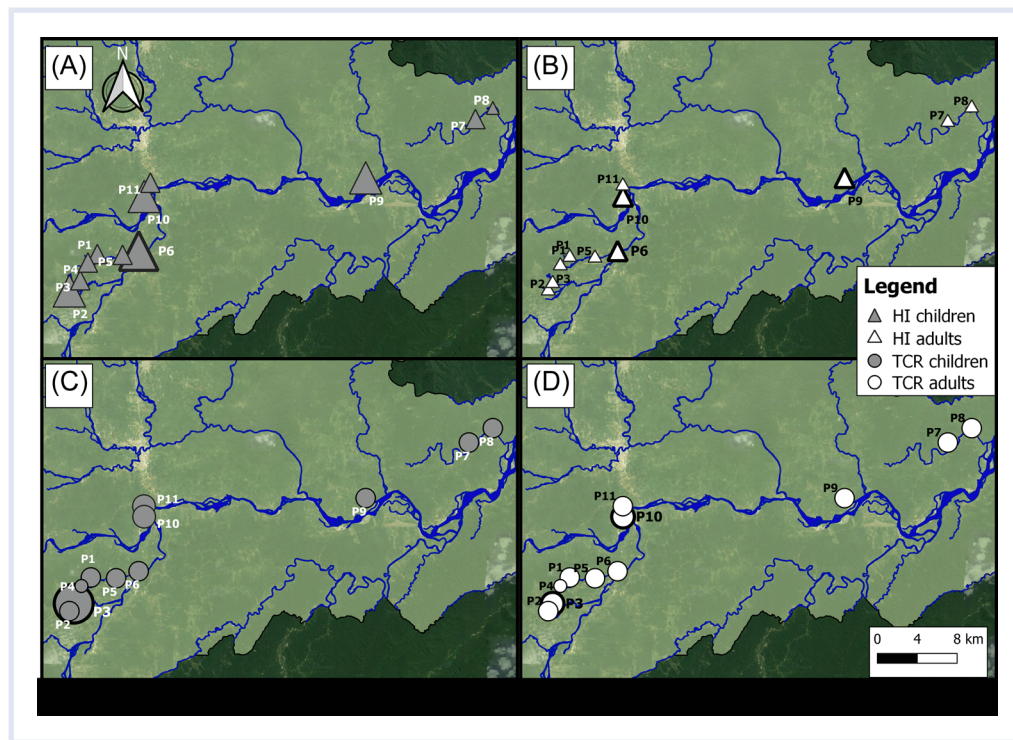 (A)
N
P8
P7
P11
P9
P10
P1
P6
P5
P4
P3
P2
(B)
P8
P7
P11
P9
P10
P1
P1
P5
P6
P3
P2
Legend
HI children
HI adults
TCR children
TCR adults
(C)
P8
P7
P11
P9
P10
P1
P6
P4
P5
P3
P2
(D)
P8
P7
P11
P9
P10
P6
P1
P5
P4
P2
P3
0 4 8 km